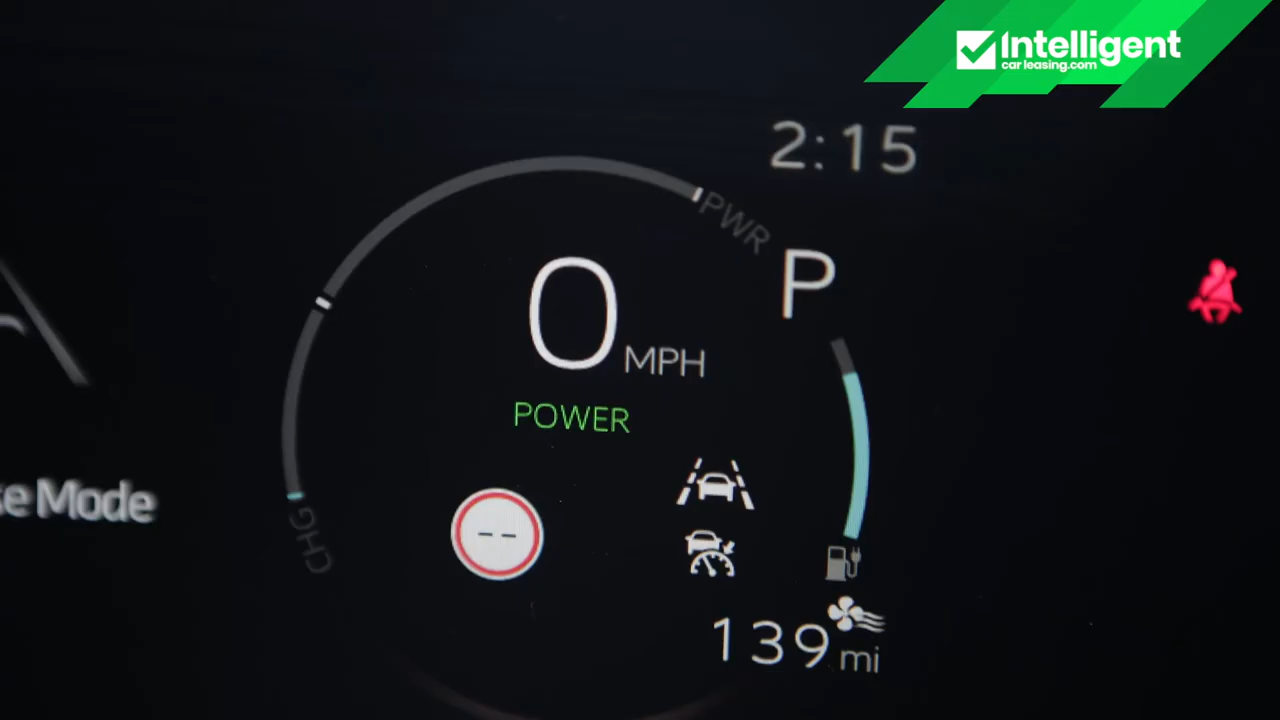 Intelligent
carleasing.com
2:15
PWR
P
0 MPH
POWER
Mode
--
CHG
139 mi